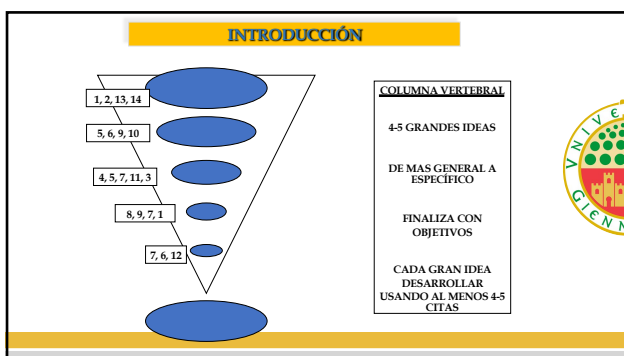 INTRODUCCIÓN
1, 2, 13, 14
5, 6, 9, 10
4, 5, 7, 11, 3
8, 9, 7, 1
7, 6, 12
COLUMNA VERTEBRAL
4-5 GRANDES IDEAS
DE MAS GENERAL A
ESPECÍFICO
FINALIZA CON
OBJETIVOS
CADA GRAN IDEA
DESARROLLAR
USANDO AL MENOS 4-5
CITAS